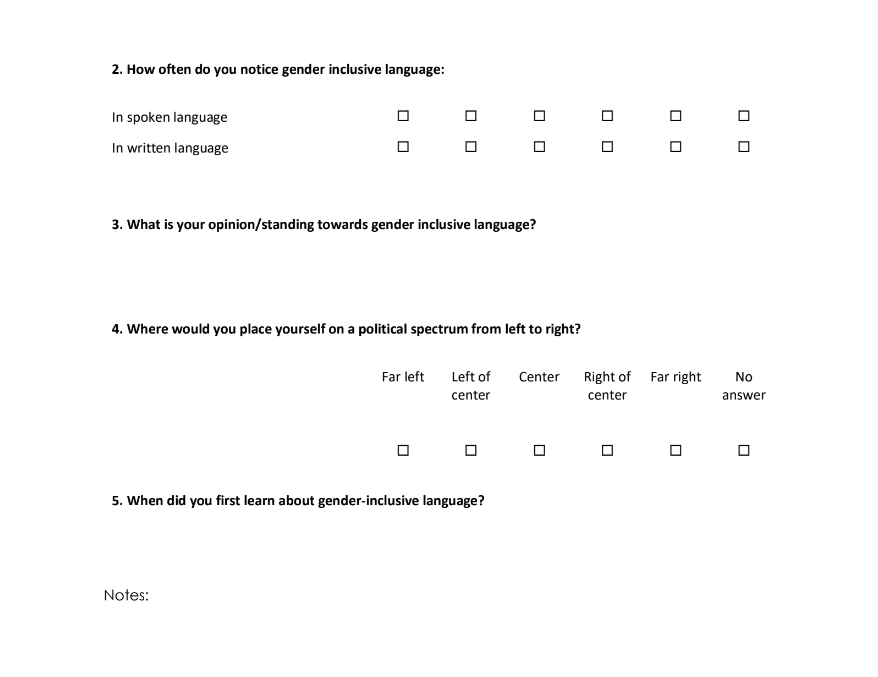 2. How often do you notice gender inclusive language:
In spoken language ☐ ☐ ☐ ☐ ☐ ☐
In written language ☐ ☐ ☐ ☐ ☐ ☐
3. What is your opinion/standing towards gender inclusive language?
4. Where would you place yourself on a political spectrum from left to right?
Far left Left of Center Right of Far right No
center center answer
☐ ☐ ☐ ☐ ☐ ☐
5. When did you first learn about gender-inclusive language?
Notes: